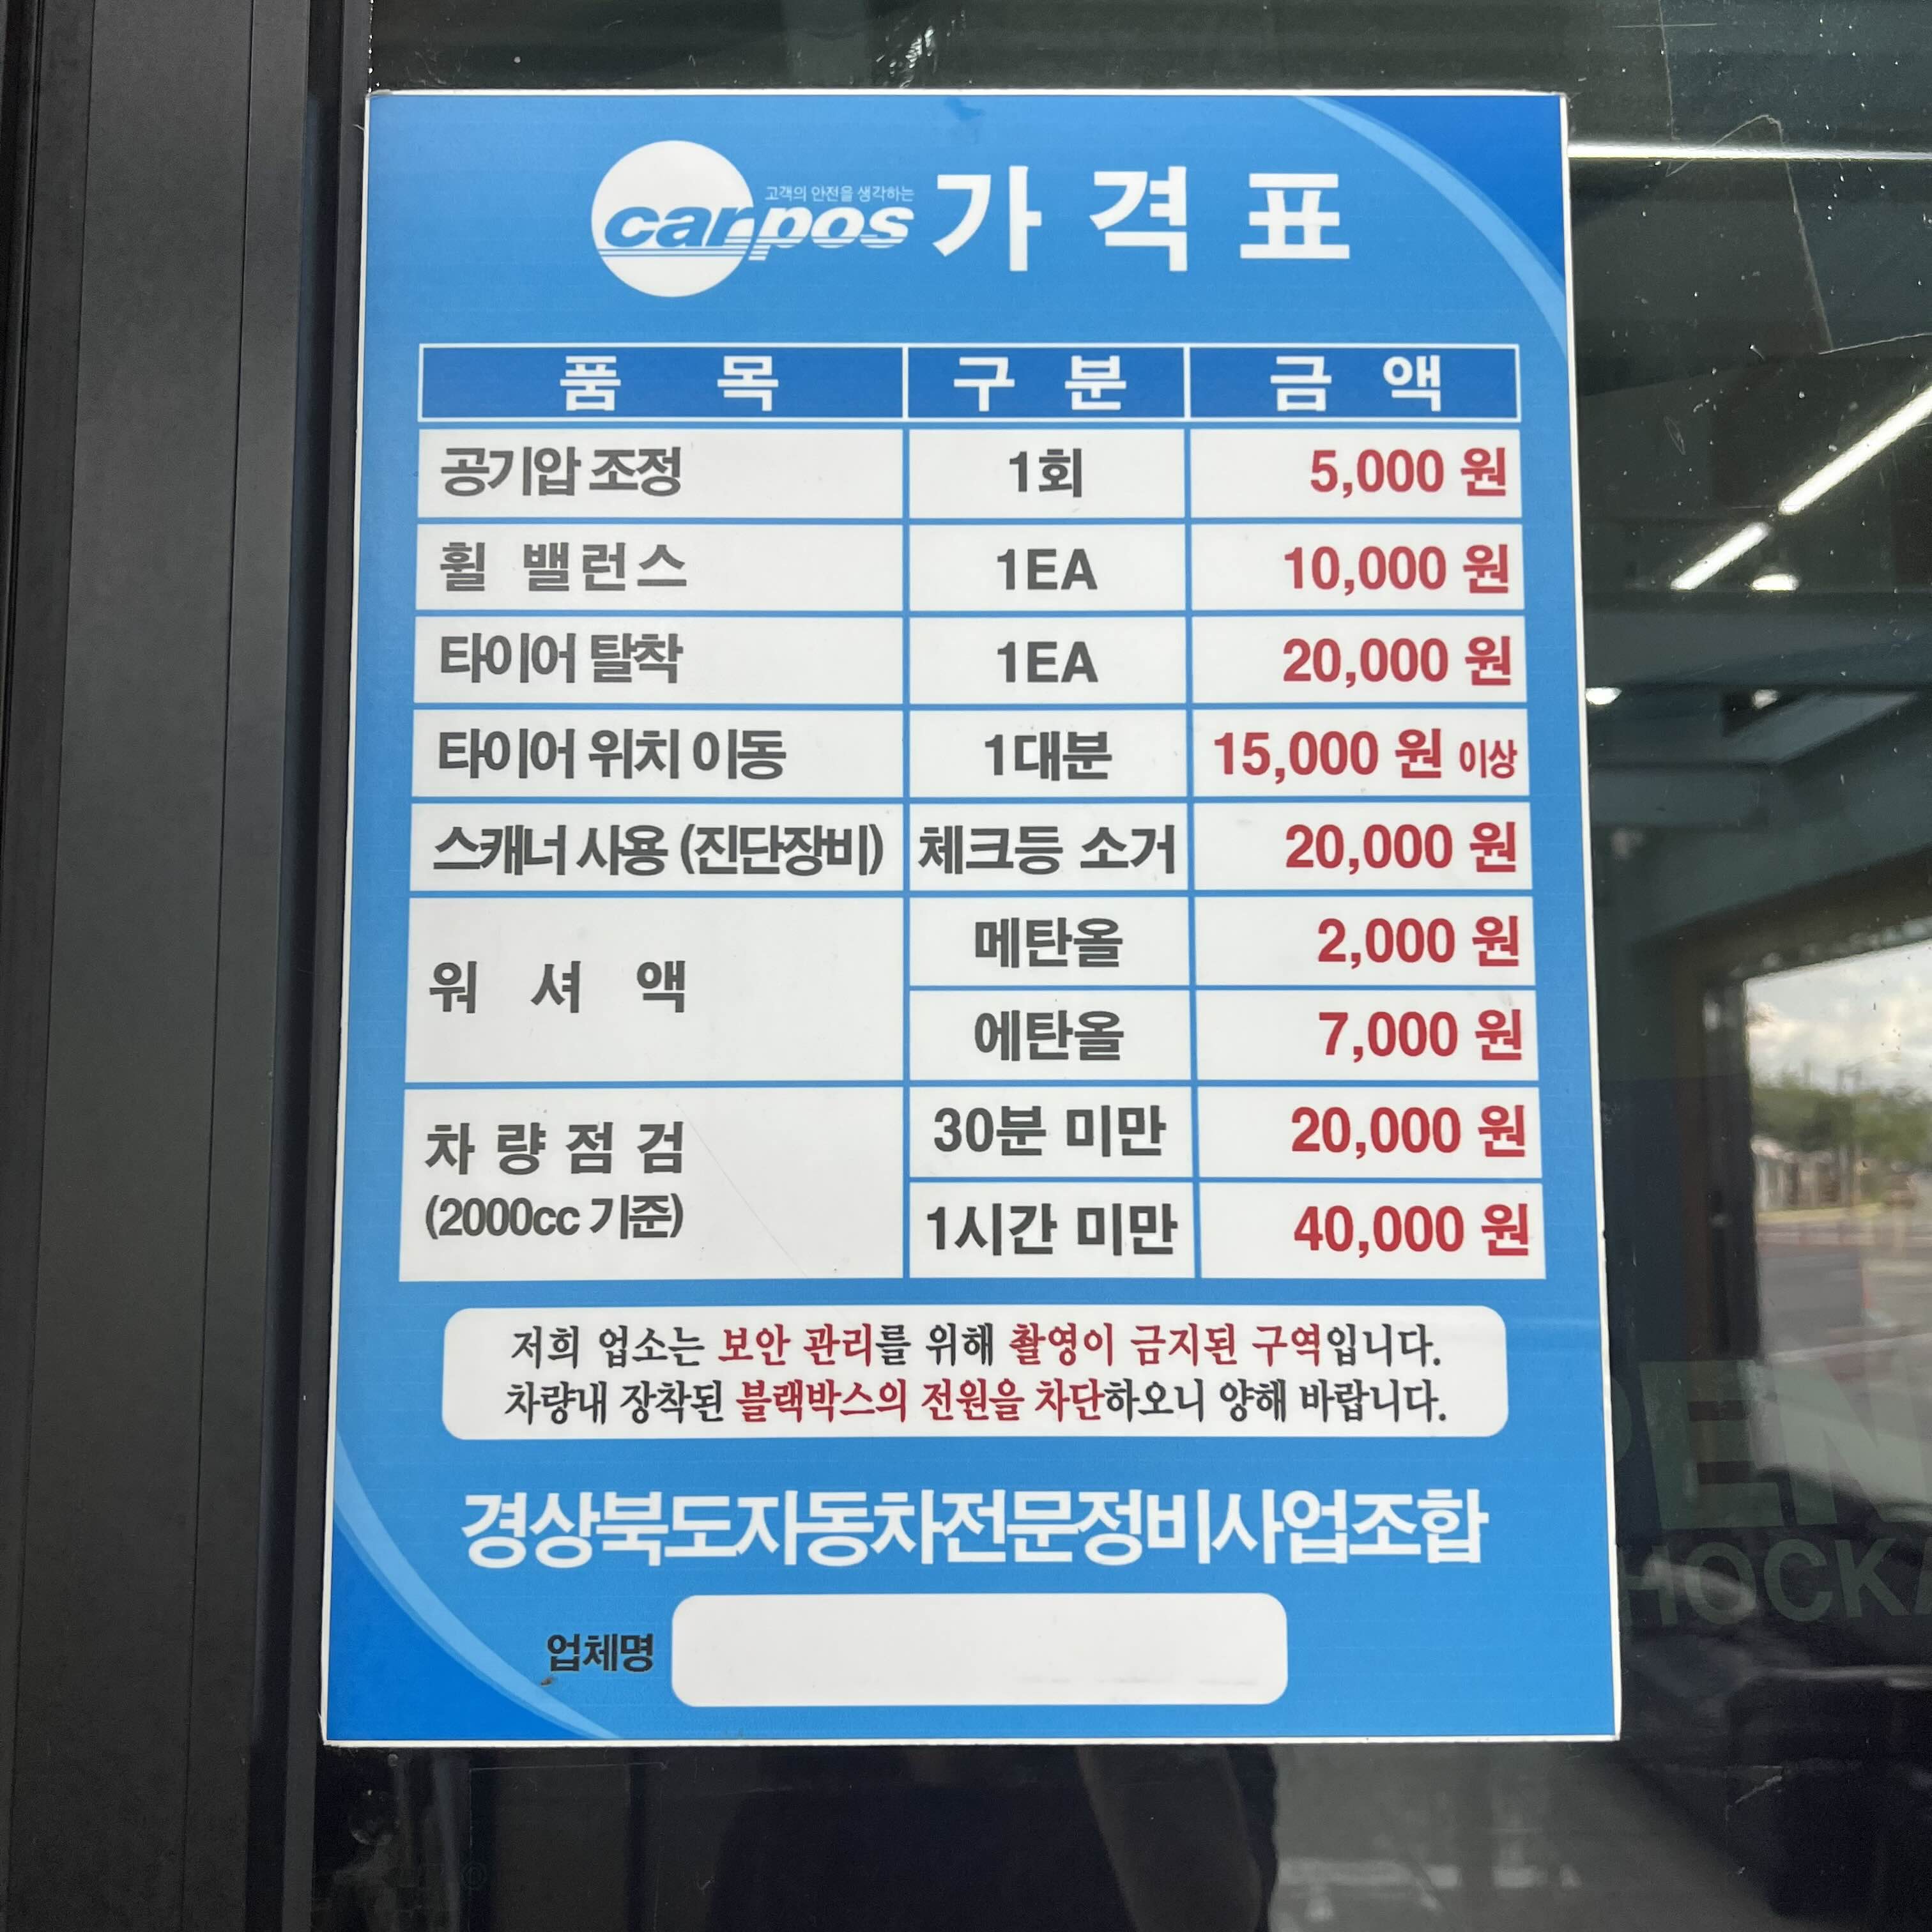 고객의 안전을 생각하는
carpos 가격표
품목 구분 금액
공기압 조정 1회 5,000 원
휠 밸런스 1EA 10,000 원
타이어 탈착 1EA 20,000 원
타이어 위치 이동 1대분 15,000 원 이상
스캐너 사용 (진단장비) 체크등 소거 20,000 원
워셔액 메탄올 2,000 원
에탄올 7,000 원
차량점검 30분 미만 20,000 원
(2000cc 기준) 1시간 미만 40,000 원
저희 업소는 보안 관리를 위해 촬영이 금지된 구역입니다.
차량내 장착된 블랙박스의 전원을 차단하오니 양해 바랍니다.
경상북도자동차전문정비사업조합
업체명